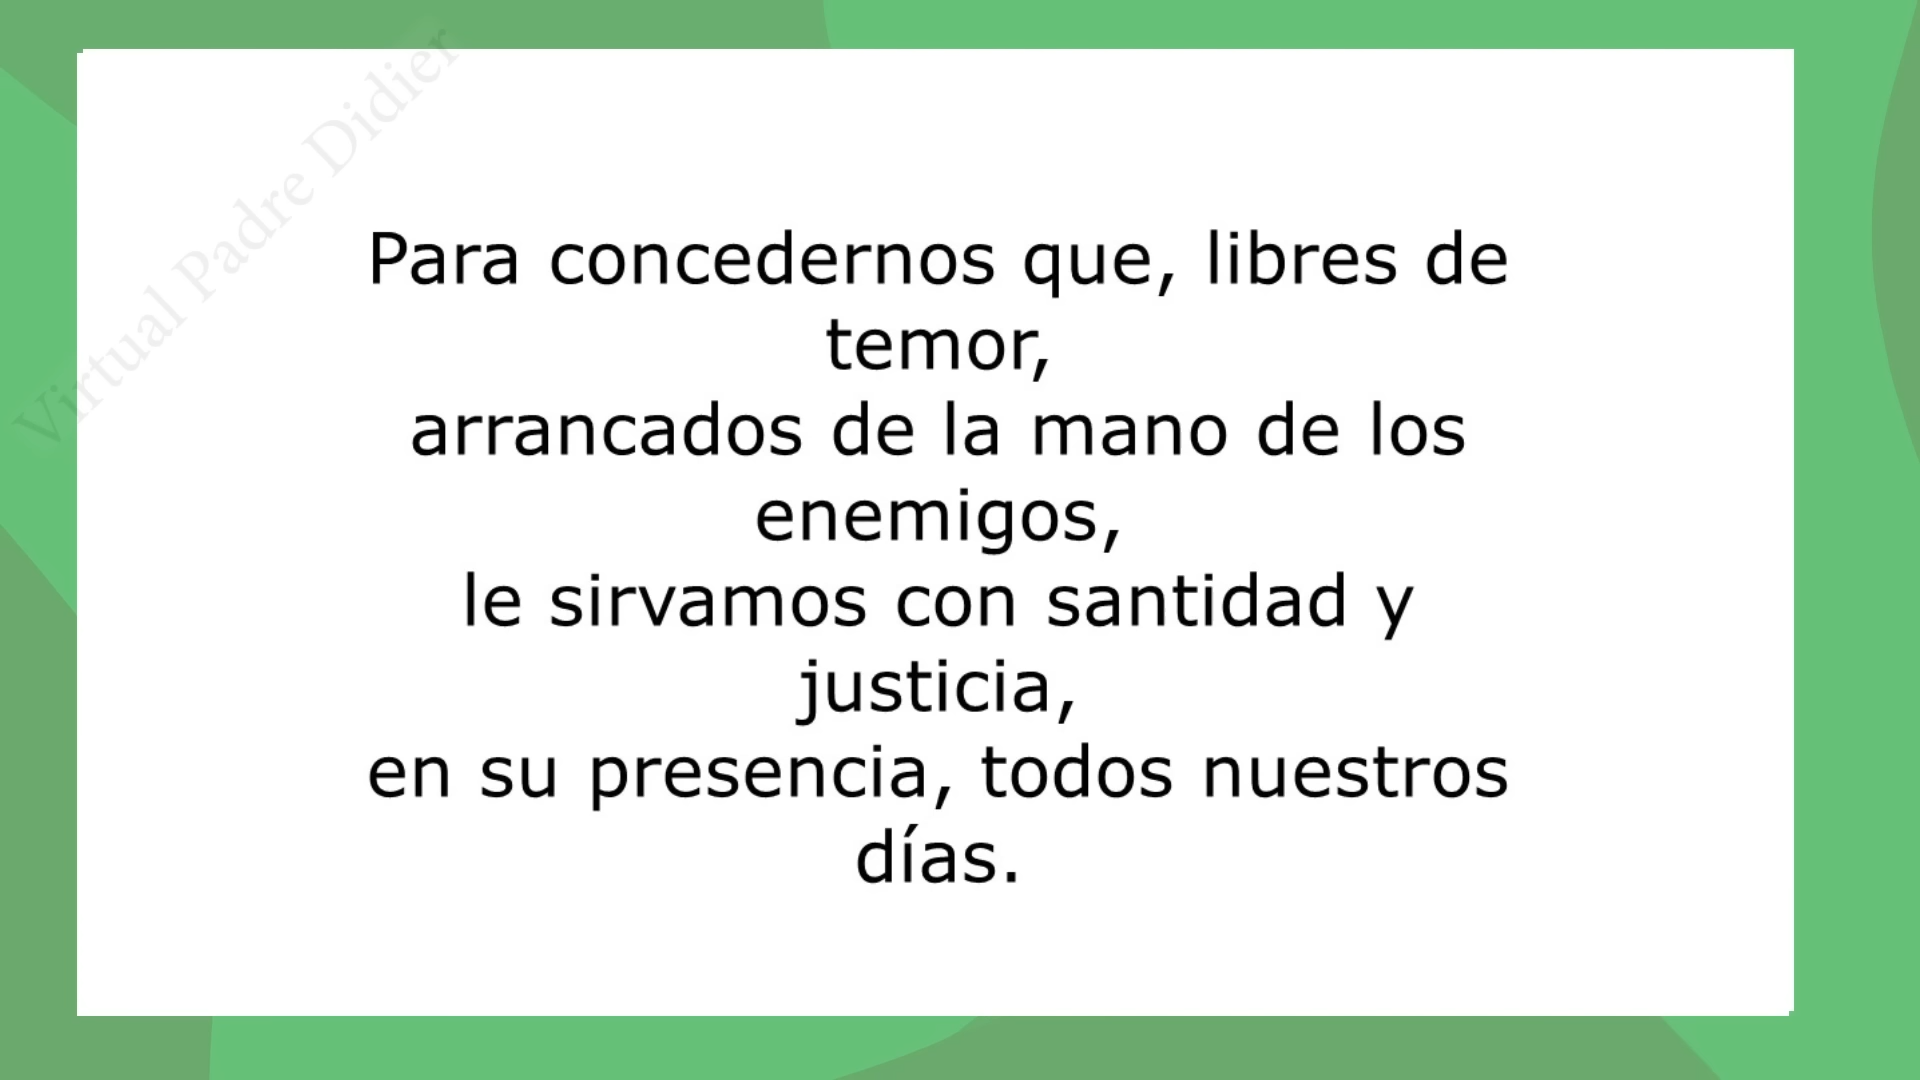 Virtual Padre Didier
Para concedernos que, libres de
temor,
arrancados de la mano de los
enemigos,
le sirvamos con santidad y
justicia,
en su presencia, todos nuestros
días.